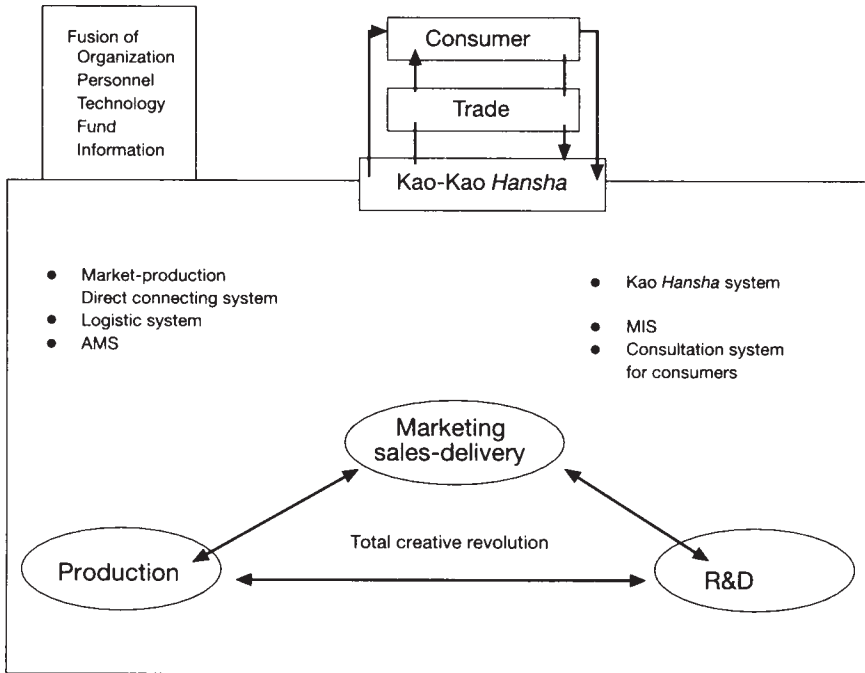 Fusion of
Organization
Personnel
Technology
Fund
Information
Consumer
Trade
Kao-Kao Hansha
● Market-production
Direct connecting system
● Logistic system
● AMS
● Kao Hansha system
● MIS
● Consultation system
for consumers
Marketing
sales-delivery
Total creative revolution
Production
R&D